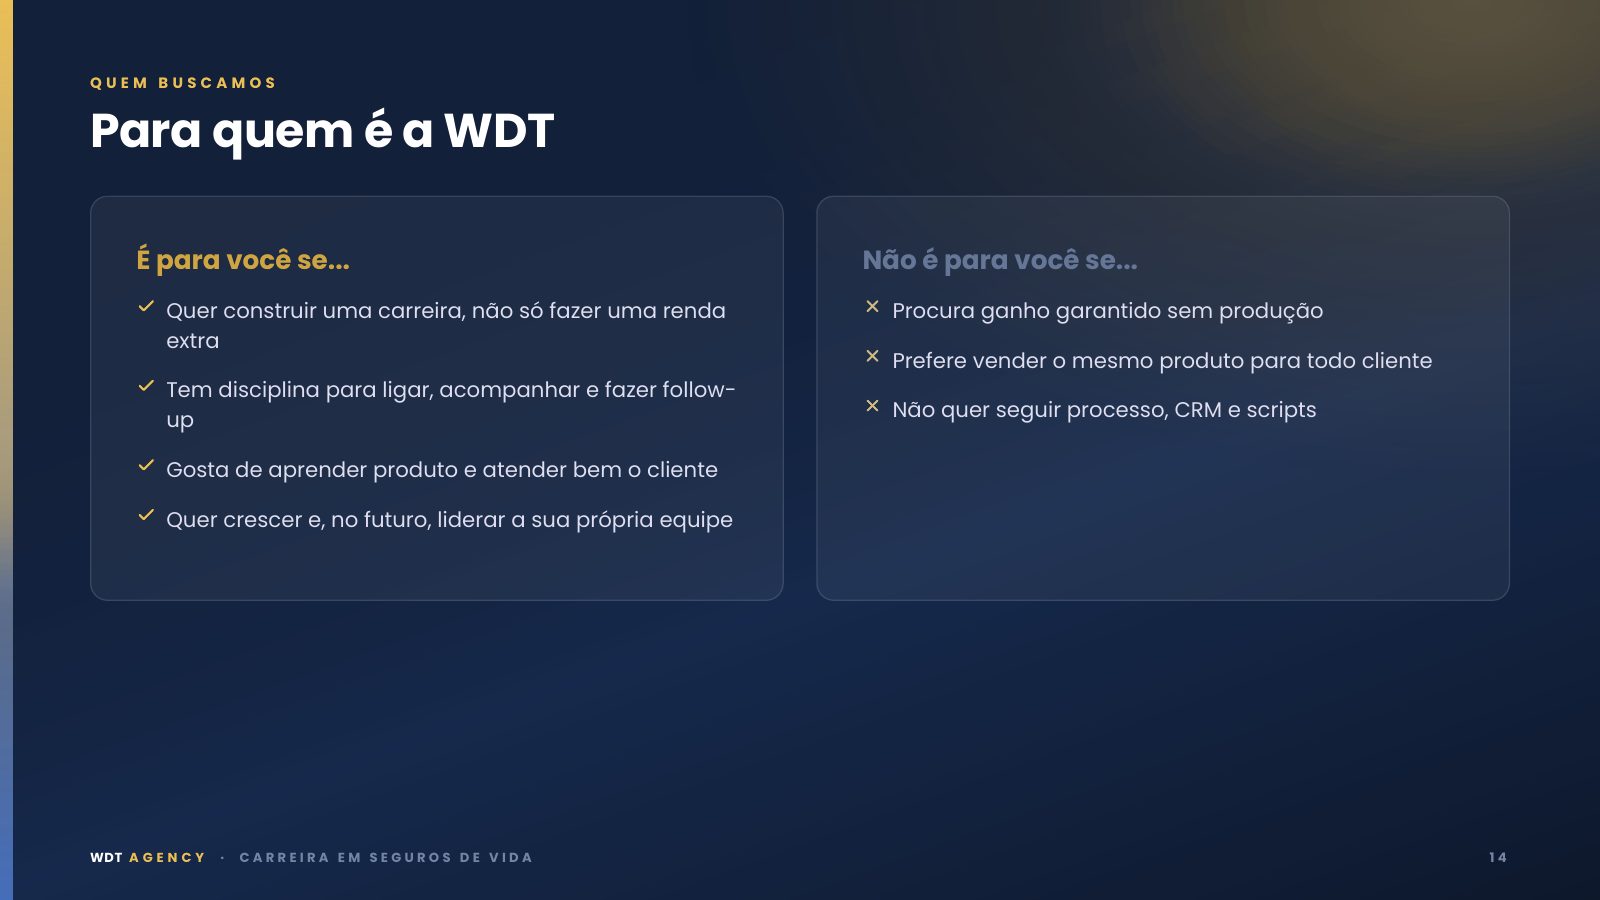 QUEM BUSCAMOS
Para quem é a WDT
É para você se...
Quer construir uma carreira, não só fazer uma renda
extra
Tem disciplina para ligar, acompanhar e fazer follow-
up
Gosta de aprender produto e atender bem o cliente
Quer crescer e, no futuro, liderar a sua própria equipe
Não é para você se...
Procura ganho garantido sem produção
Prefere vender o mesmo produto para todo cliente
Não quer seguir processo, CRM e scripts
WDT AGENCY · CARREIRA EM SEGUROS DE VIDA
14